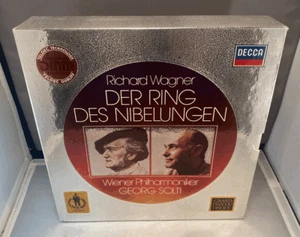 DECCA
Richard Wagner
DER RING
DES NIBELUNGEN
Wiener Philharmoniker
GEORG SOLTI